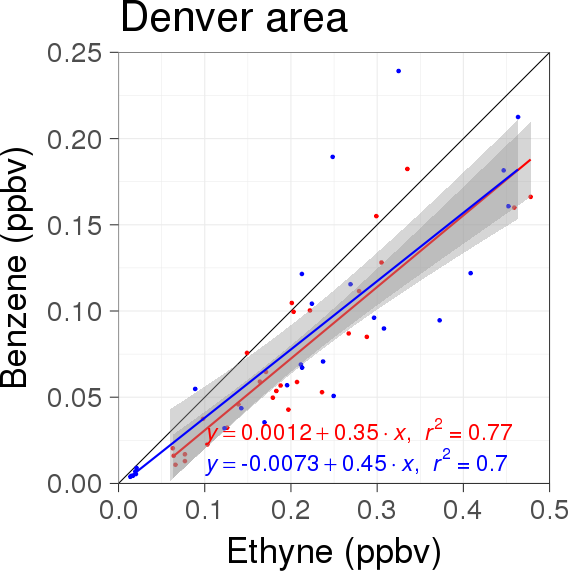 Denver area
Benzene (ppbv)
0.25
0.20
0.15
0.10
0.05
0.00
y = 0.0012 + 0.35 · x, r² = 0.77
y = -0.0073 + 0.45 · x, r² = 0.7
0.0 0.1 0.2 0.3 0.4 0.5
Ethyne (ppbv)